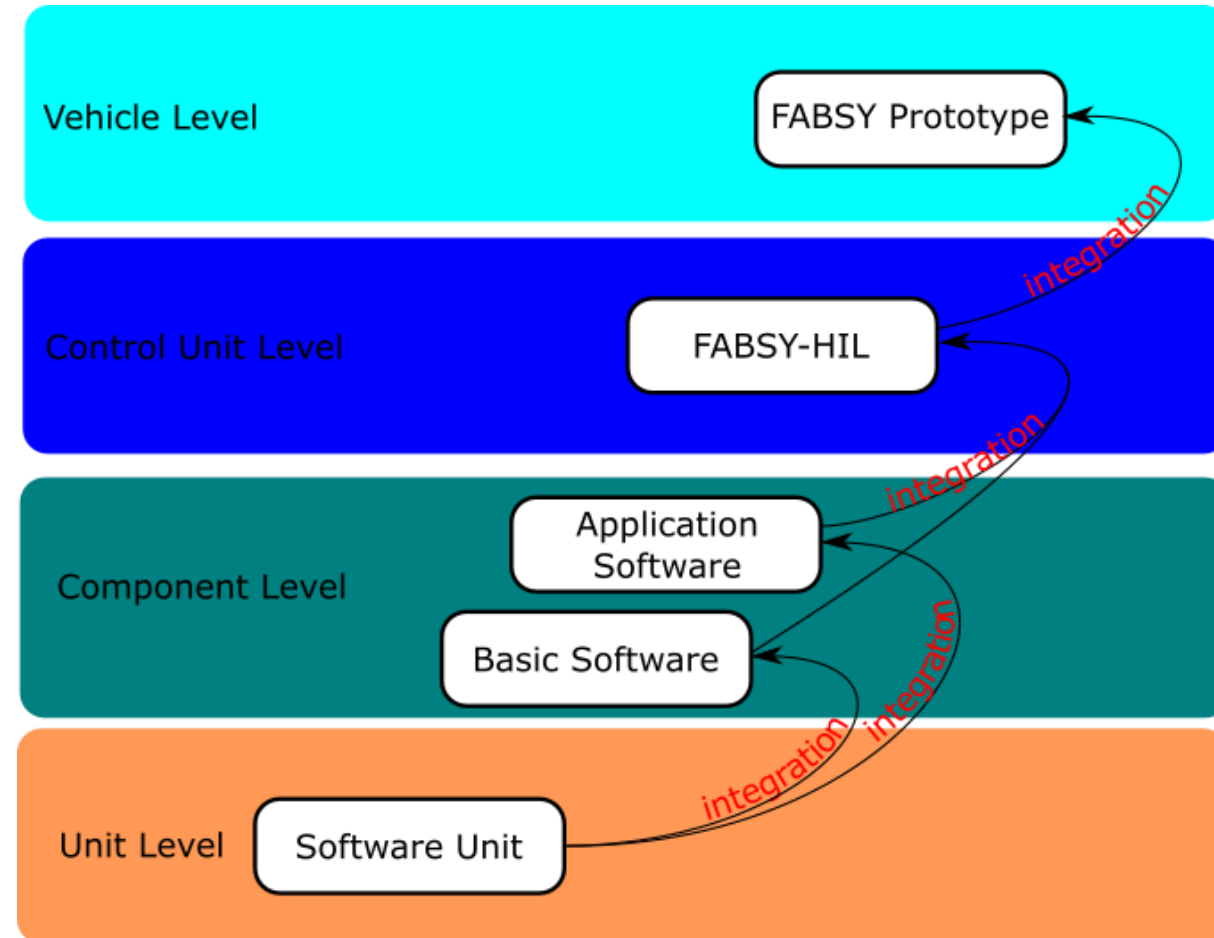 Vehicle Level
FABSY Prototype
integration
Control Unit Level
FABSY-HIL
integration
Application
Software
Component Level
integration
Basic Software
integration
Unit Level
Software Unit